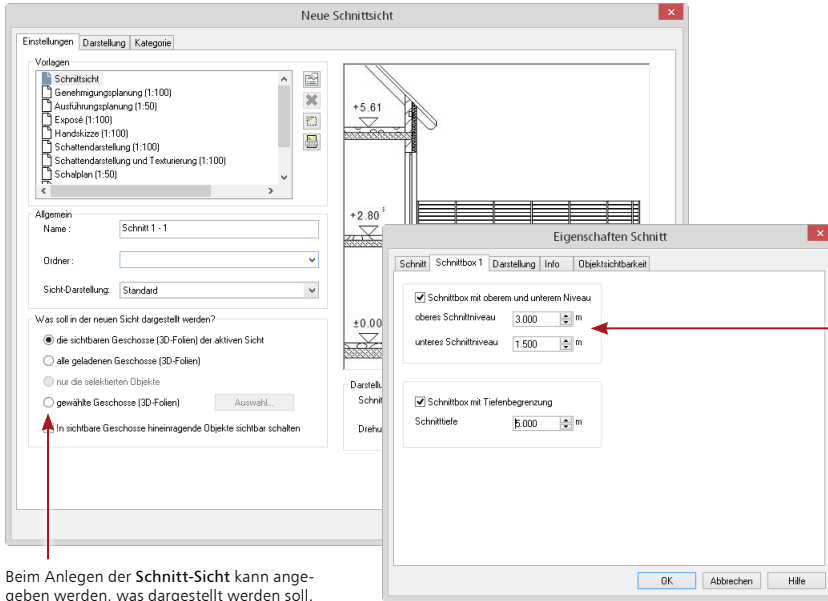 Neue Schnittsicht
Einstellungen Darstellung Kategorie
Vorlagen
Schnittsicht
Genehmigungsplanung (1:100)
Ausführungsplanung (1:50)
Exposé (1:100)
Handskizze (1:100)
Schattendarstellung (1:100)
Schattendarstellung und Texturierung (1:100)
Schalplan (1:50)
Allgemein
Name : Schnitt 1 - 1
Ordner :
Sicht-Darstellung: Standard
Was soll in der neuen Sicht dargestellt werden?
die sichtbaren Geschosse (3D-Folien) der aktiven Sicht
alle geladenen Geschosse (3D-Folien)
nur die selektierten Objekte
gewählte Geschosse (3D-Folien) Auswahl...
In sichtbare Geschosse hineinragende Objekte sichtbar schalten
+5.61
+2.80 5
±0.00
Darstellu
Schnit
Drehu
Eigenschaften Schnitt
Schnitt Schnittbox 1 Darstellung Info Objektsichtbarkeit
Schnittbox mit oberem und unterem Niveau
oberes Schnittniveau 3.000 m
unteres Schnittniveau 1.500 m
Schnittbox mit Tiefenbegrenzung
Schnitttiefe 5.000 m
OK Abbrechen Hilfe
Beim Anlegen der Schnitt-Sicht kann ange-
geben werden, was dargestellt werden soll,